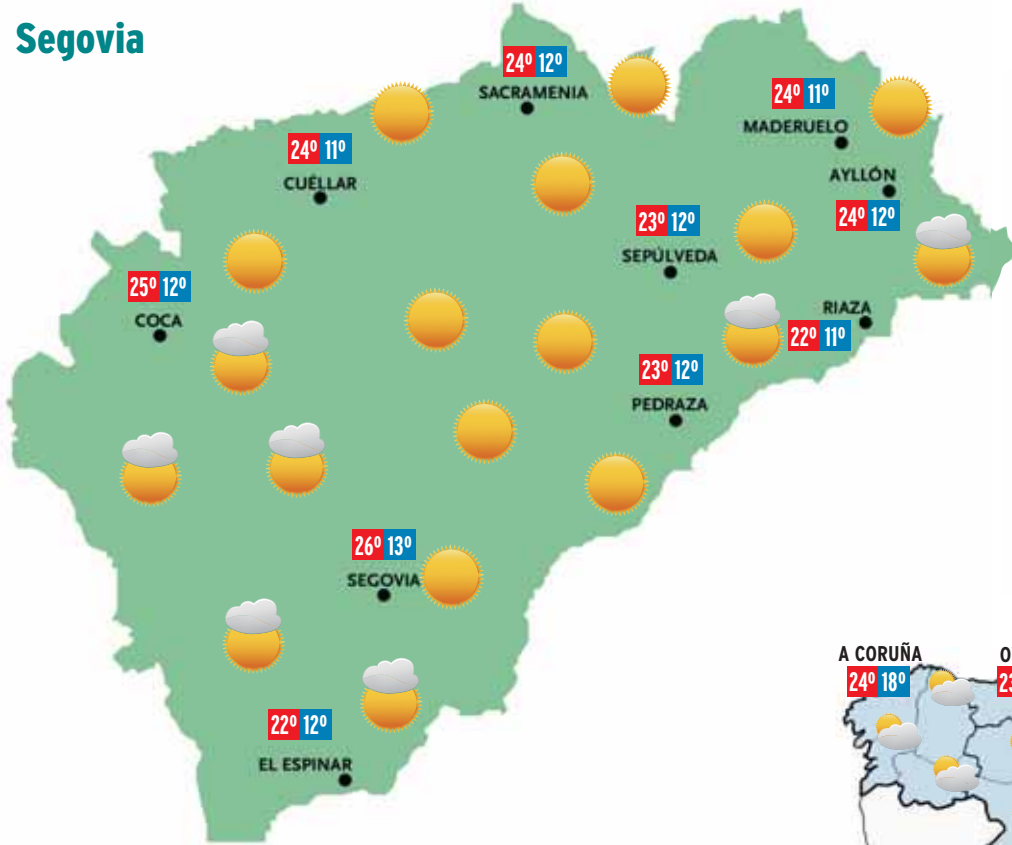 Segovia
24º 12º
SACRAMENIA
24º 11º
MADERUELO
24º 11º
CUÉLLAR
AYLLÓN
24º 12º
23º 12º
SEPÚLVEDA
25º 12º
COCA
RIAZA
22º 11º
23º 12º
PEDRAZA
26º 13º
SEGOVIA
A CORUÑA
24º 18º
O
23
22º 12º
EL ESPINAR